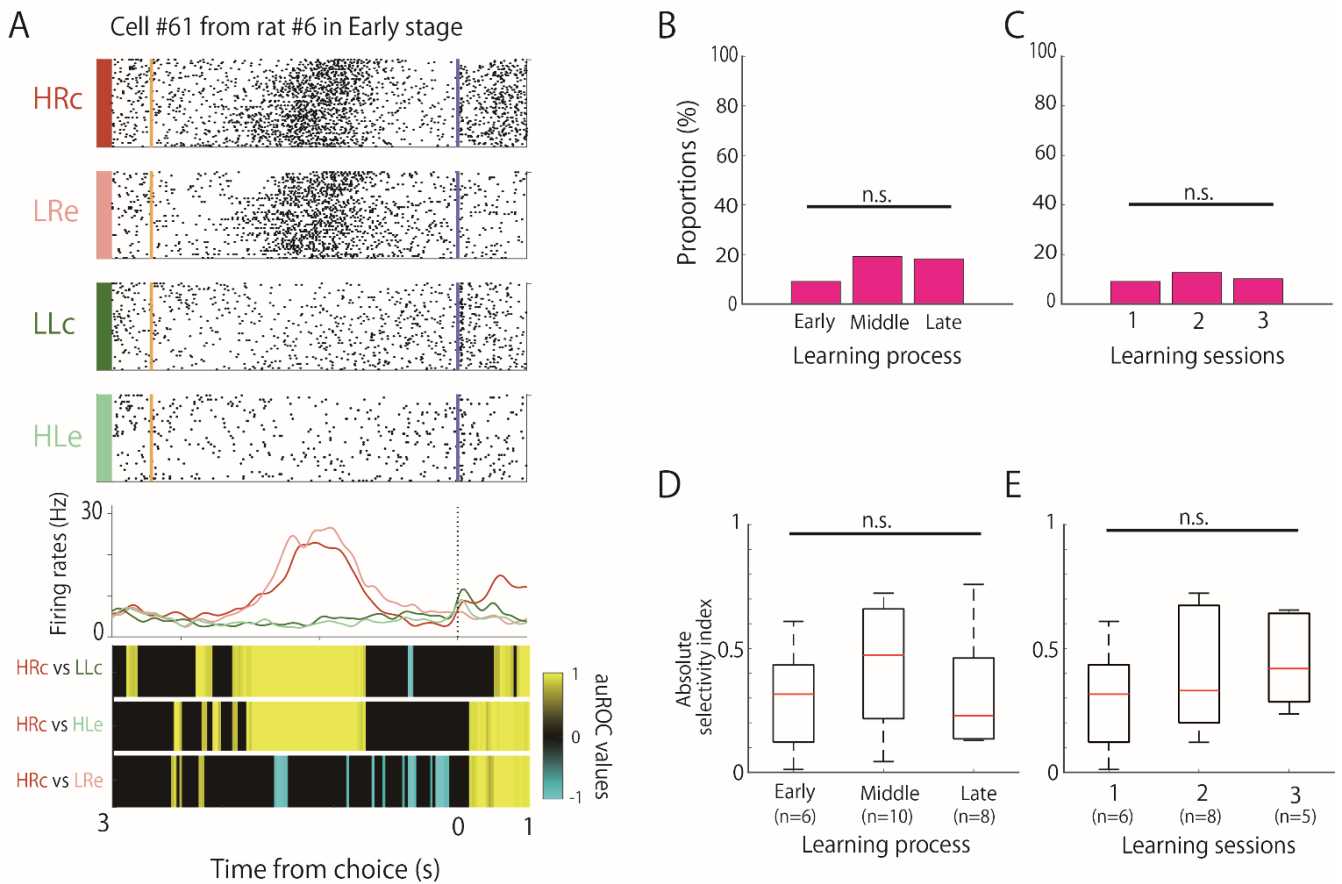 A
Cell #61 from rat #6 in Early stage
HRc
LRe
LLc
HLe
Firing rates (Hz)
30
0
HRc vs LLc
HRc vs HLe
HRc vs LRe
1
0
-1
auROC values
3
0
1
Time from choice (s)
B
Proportions (%)
100
80
60
40
20
0
n.s.
Early
Middle
Late
Learning process
C
100
80
60
40
20
0
n.s.
1
2
3
Learning sessions
D
Absolute
selectivity index
1
0.5
0
n.s.
Early
Middle
Late
(n=6)
(n=10)
(n=8)
Learning process
E
1
0.5
0
n.s.
1
2
3
(n=6)
(n=8)
(n=5)
Learning sessions